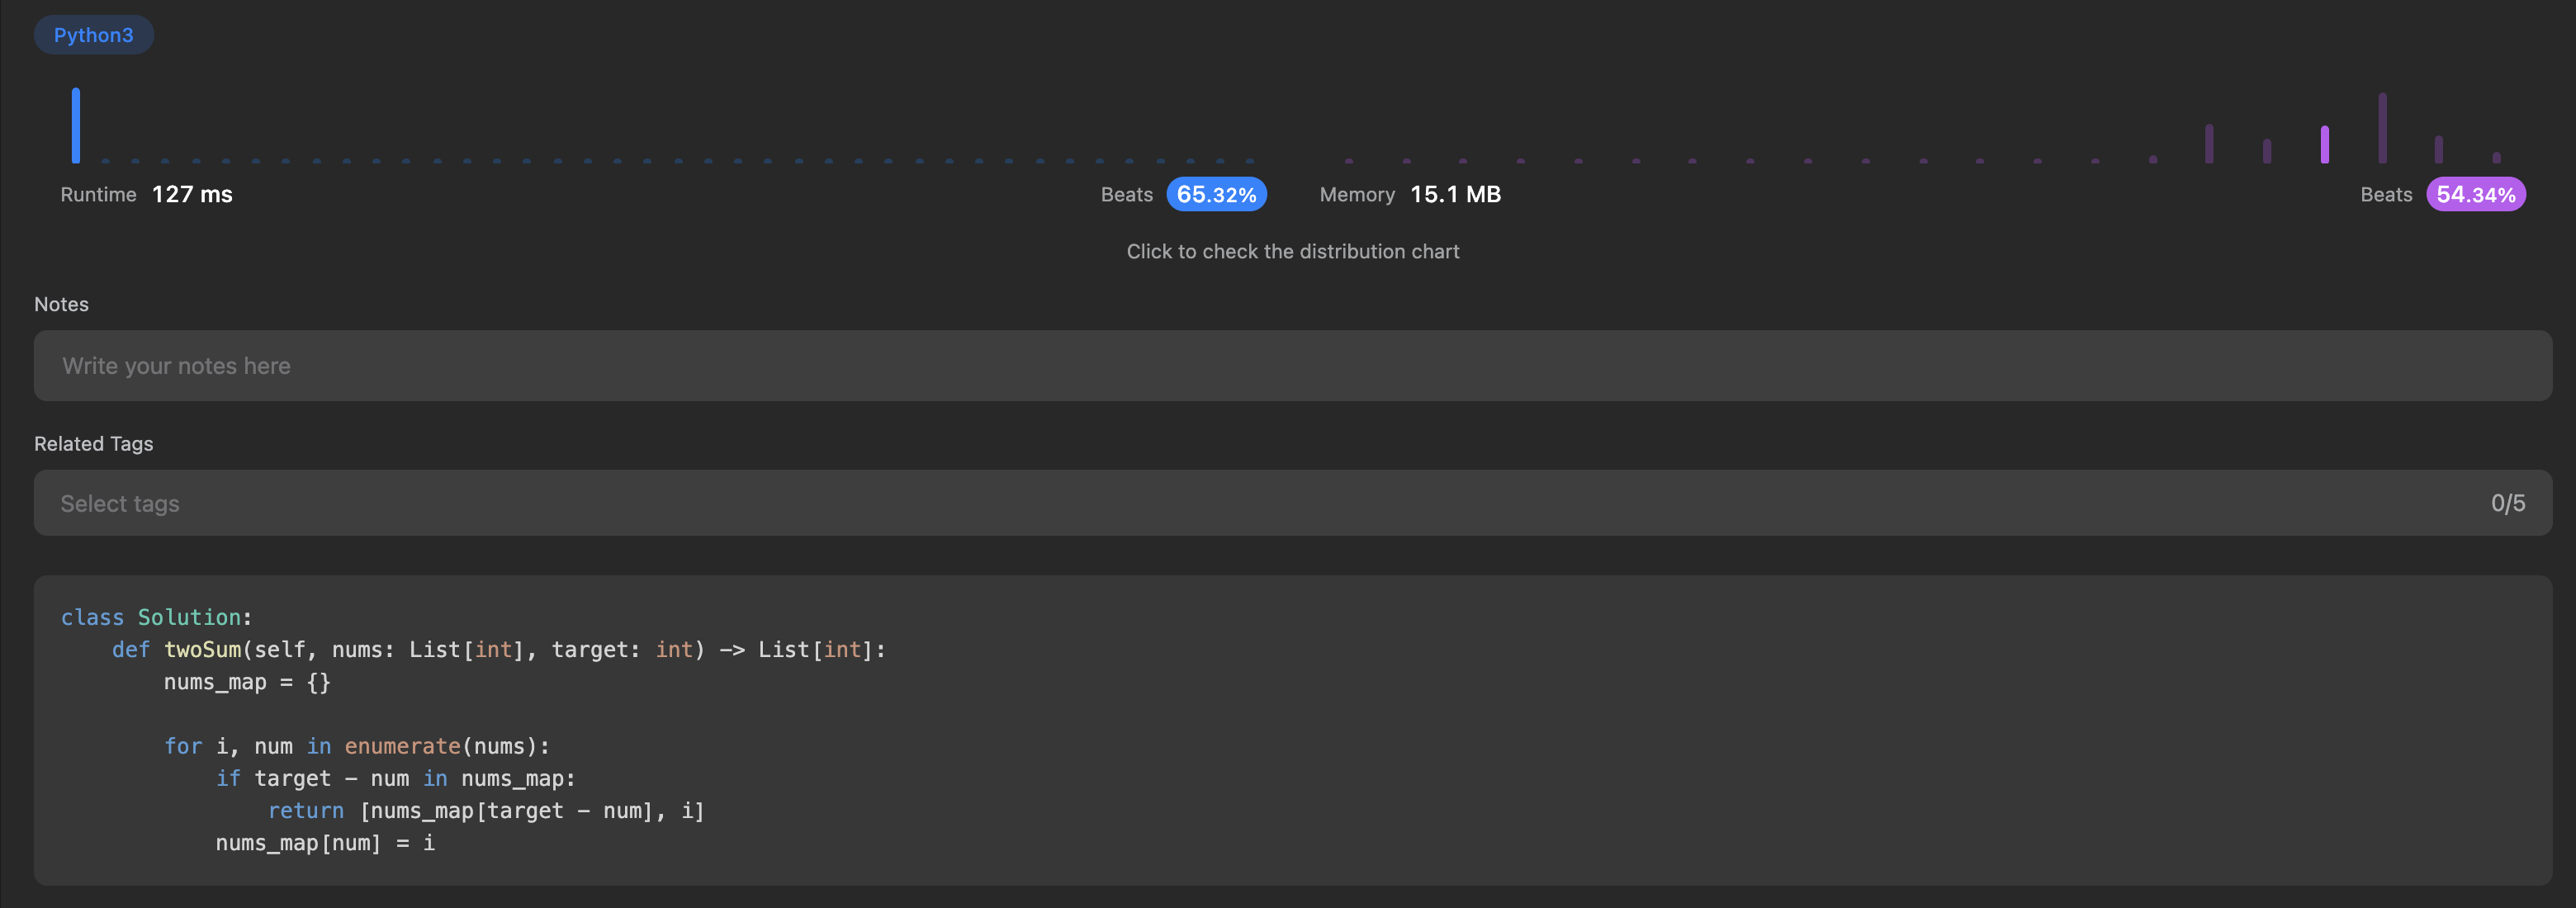 Python3
Runtime 127 ms Beats 65.32% Memory 15.1 MB Beats 54.34%
Click to check the distribution chart
Notes
Write your notes here
Related Tags
Select tags 0/5
class Solution:
    def twoSum(self, nums: List[int], target: int) -> List[int]:
        nums_map = {}

        for i, num in enumerate(nums):
            if target - num in nums_map:
                return [nums_map[target - num], i]
            nums_map[num] = i